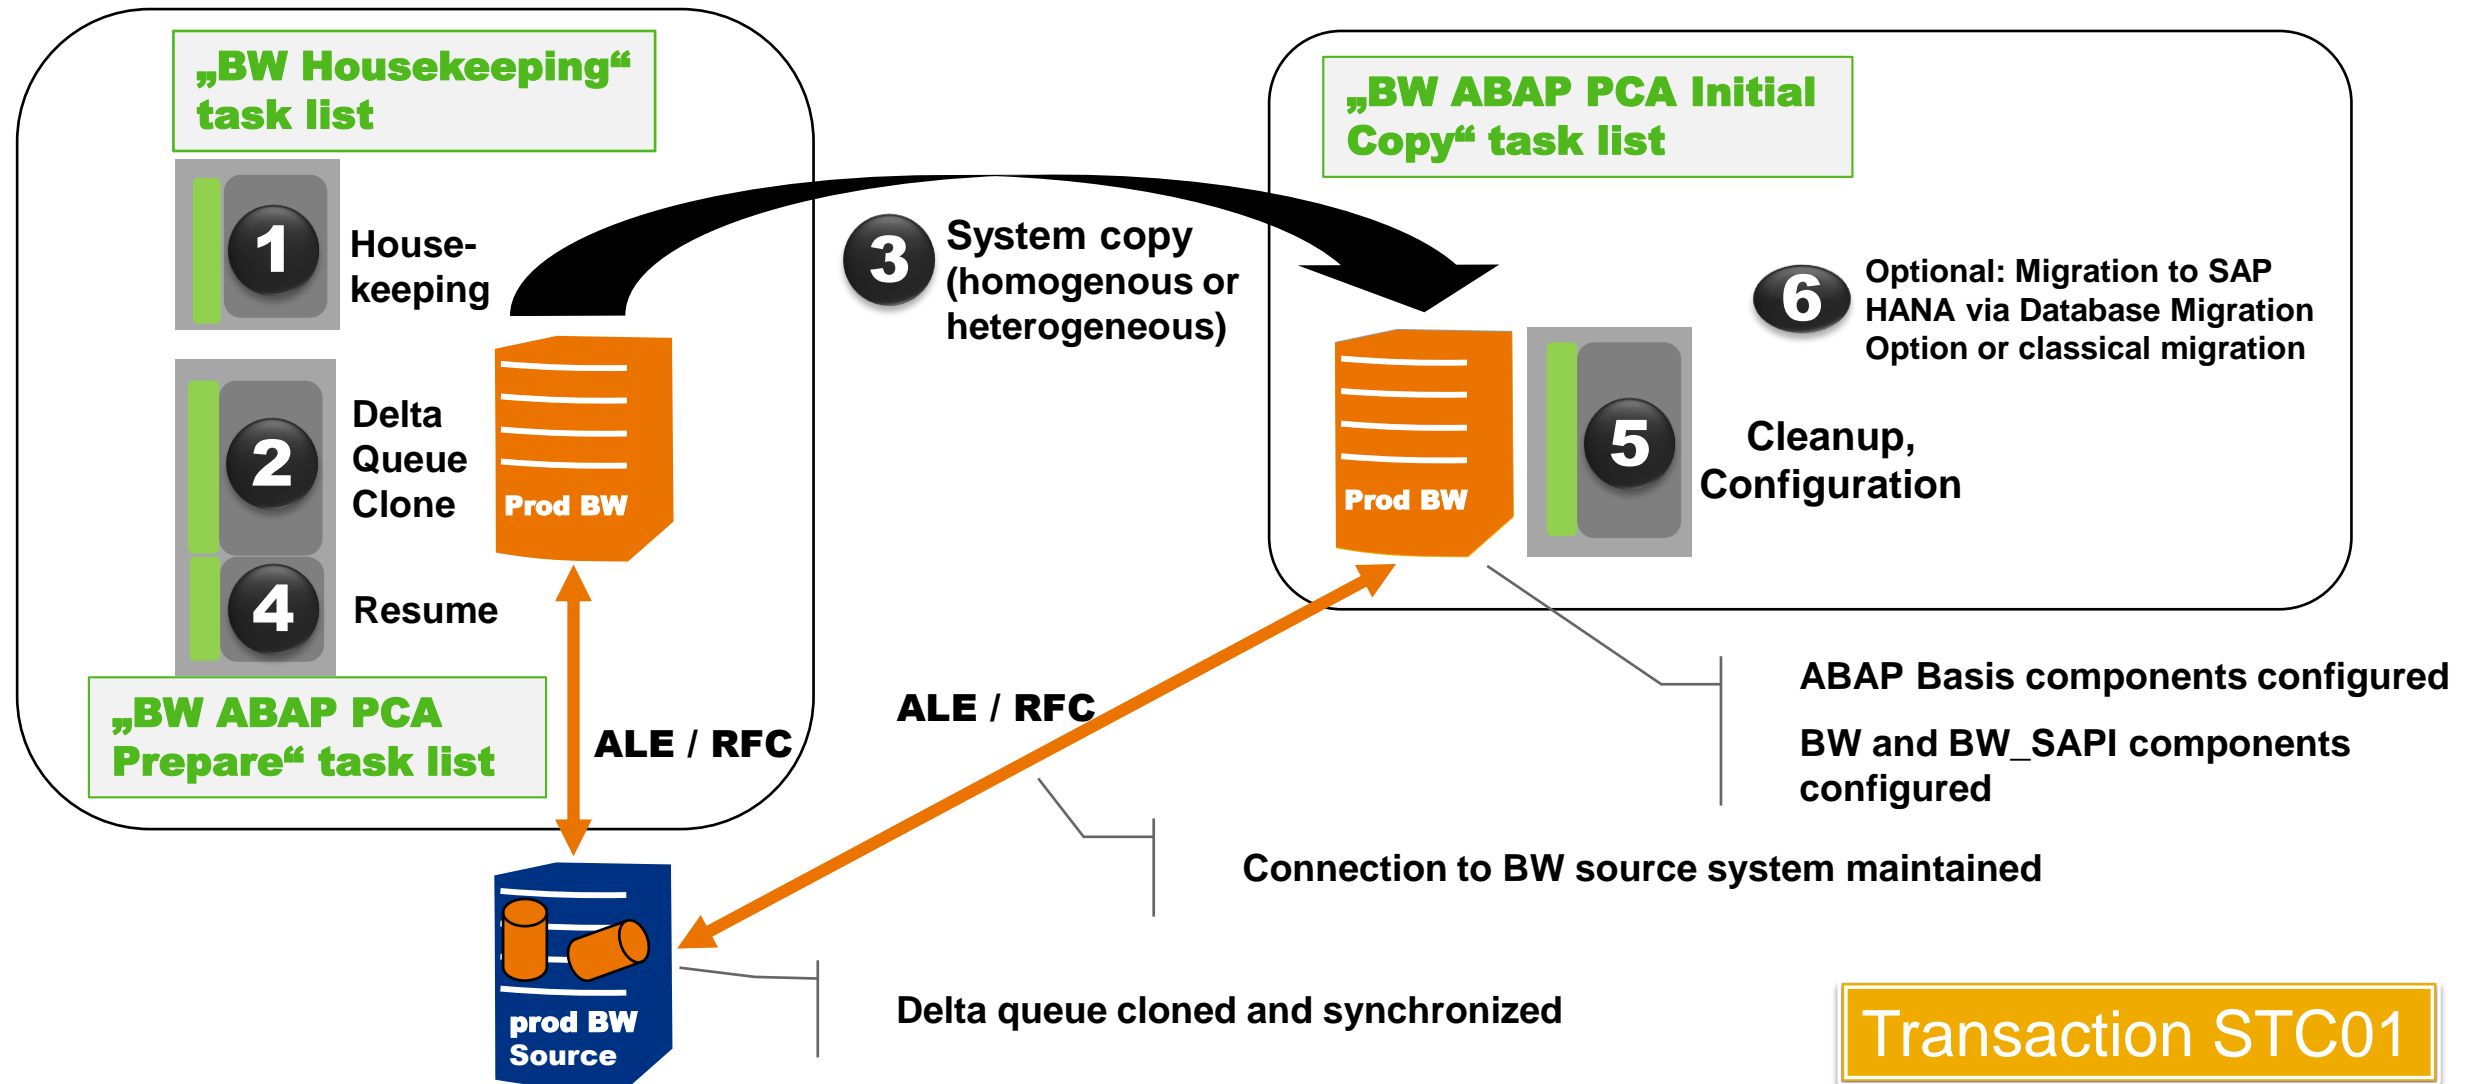 „BW Housekeeping“
task list
1
House-
keeping
2
Delta
Queue
Clone
4
Resume
Prod BW
„BW ABAP PCA
Prepare“ task list
ALE / RFC
3
System copy
(homogenous or
heterogeneous)
„BW ABAP PCA Initial
Copy“ task list
Prod BW
5
Cleanup,
Configuration
6
Optional: Migration to SAP
HANA via Database Migration
Option or classical migration
ALE / RFC
ABAP Basis components configured
BW and BW_SAPI components
configured
Connection to BW source system maintained
prod BW
Source
Delta queue cloned and synchronized
Transaction STC01